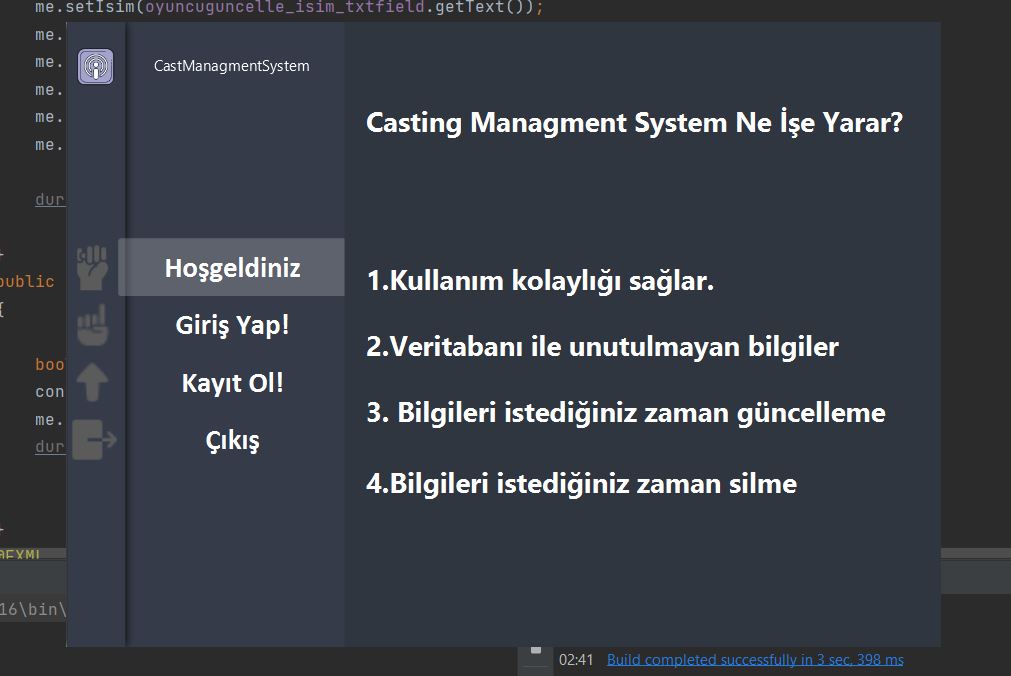 me.setIsim(oyuncuguncelle_isim_txtfield.getText());
me.
CastManagmentSystem
me.
me.
Casting Managment System Ne İşe Yarar?
me.
me.
dur
Hoşgeldiniz
public
1.Kullanım kolaylığı sağlar.
{
Giriş Yap!
2.Veritabanı ile unutulmayan bilgiler
boo
Kayıt Ol!
con
me.
3. Bilgileri istediğiniz zaman güncelleme
dur
Çıkış
4.Bilgileri istediğiniz zaman silme
@FXML
16\bin\
02:41 Build completed successfully in 3 sec, 398 ms